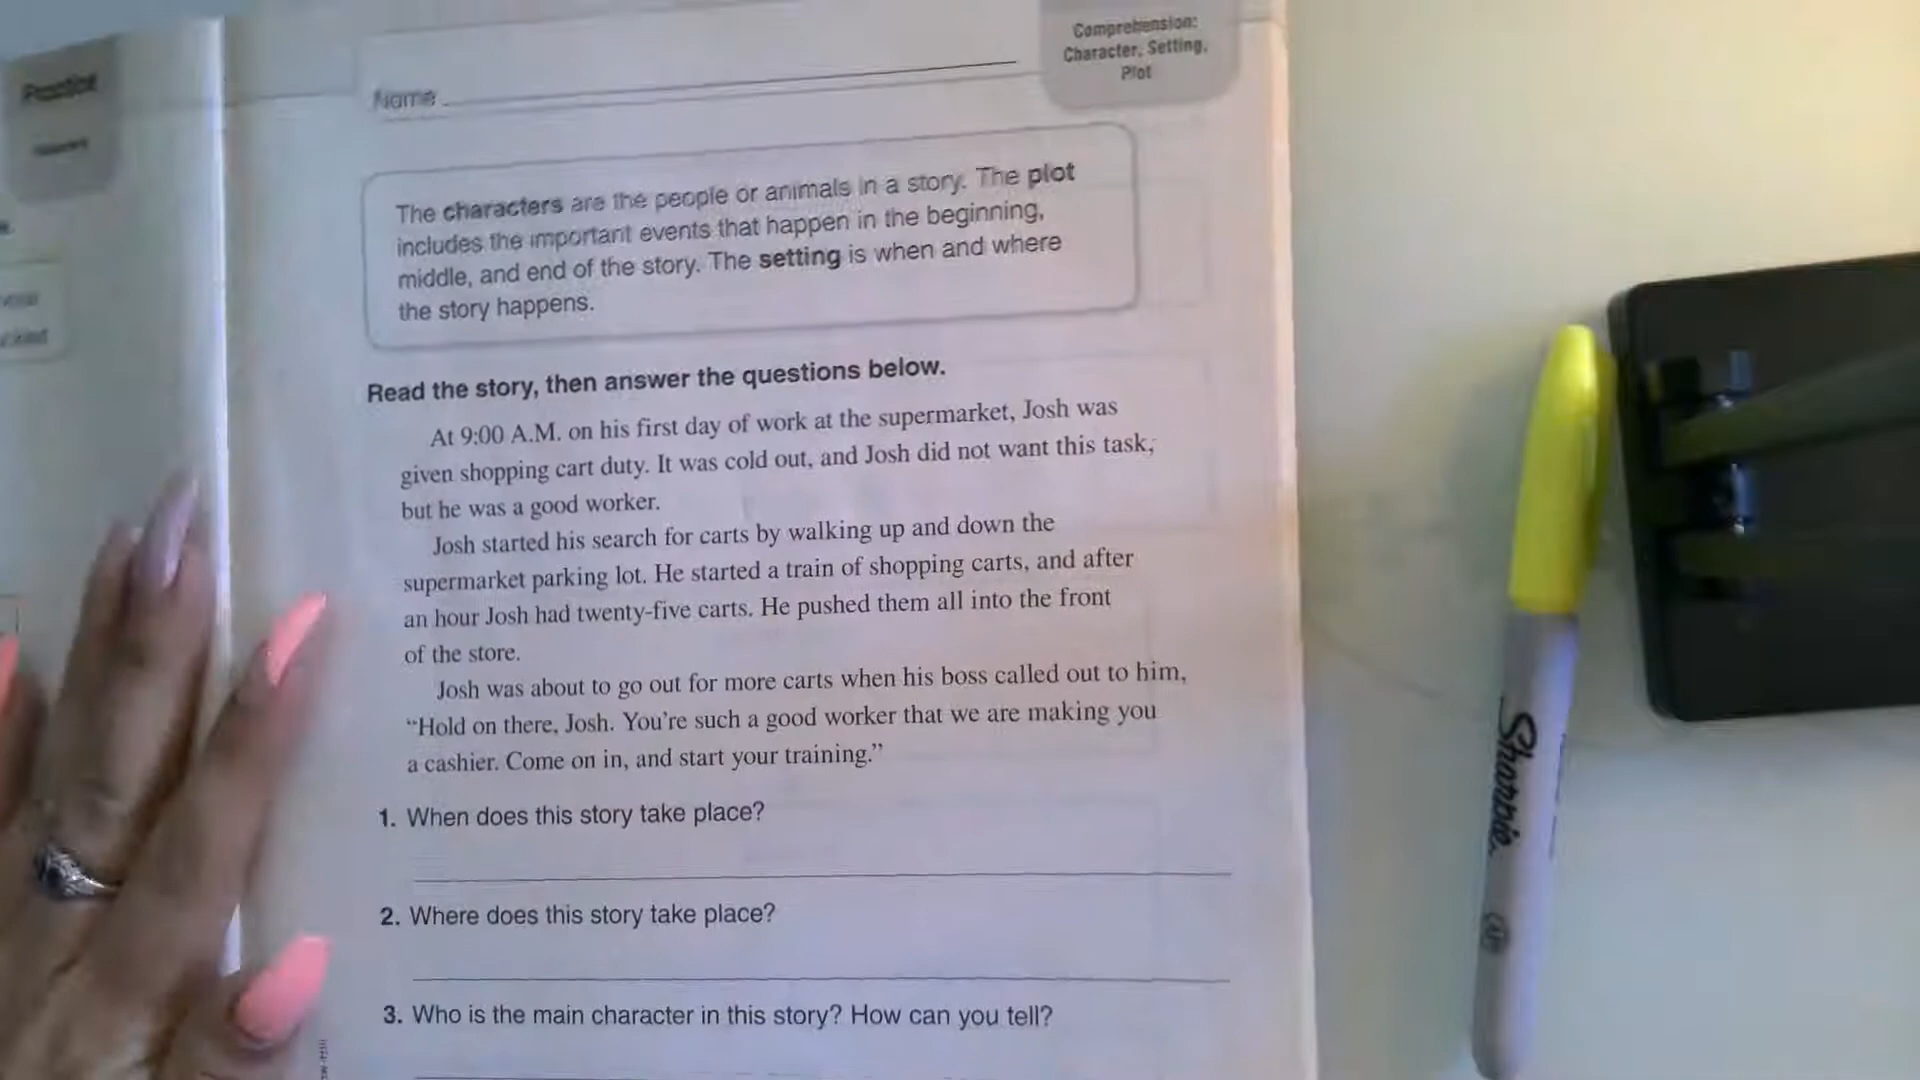 Practice
Name
Comprehension:
Character, Setting,
Plot
The characters are the people or animals in a story. The plot
includes the important events that happen in the beginning,
middle, and end of the story. The setting is when and where
the story happens.
Read the story, then answer the questions below.
At 9:00 A.M. on his first day of work at the supermarket, Josh was
given shopping cart duty. It was cold out, and Josh did not want this task,
but he was a good worker.
Josh started his search for carts by walking up and down the
supermarket parking lot. He started a train of shopping carts, and after
an hour Josh had twenty-five carts. He pushed them all into the front
of the store.
Josh was about to go out for more carts when his boss called out to him,
“Hold on there, Josh. You’re such a good worker that we are making you
a cashier. Come on in, and start your training.”
1. When does this story take place?
2. Where does this story take place?
3. Who is the main character in this story? How can you tell?
Sharpie